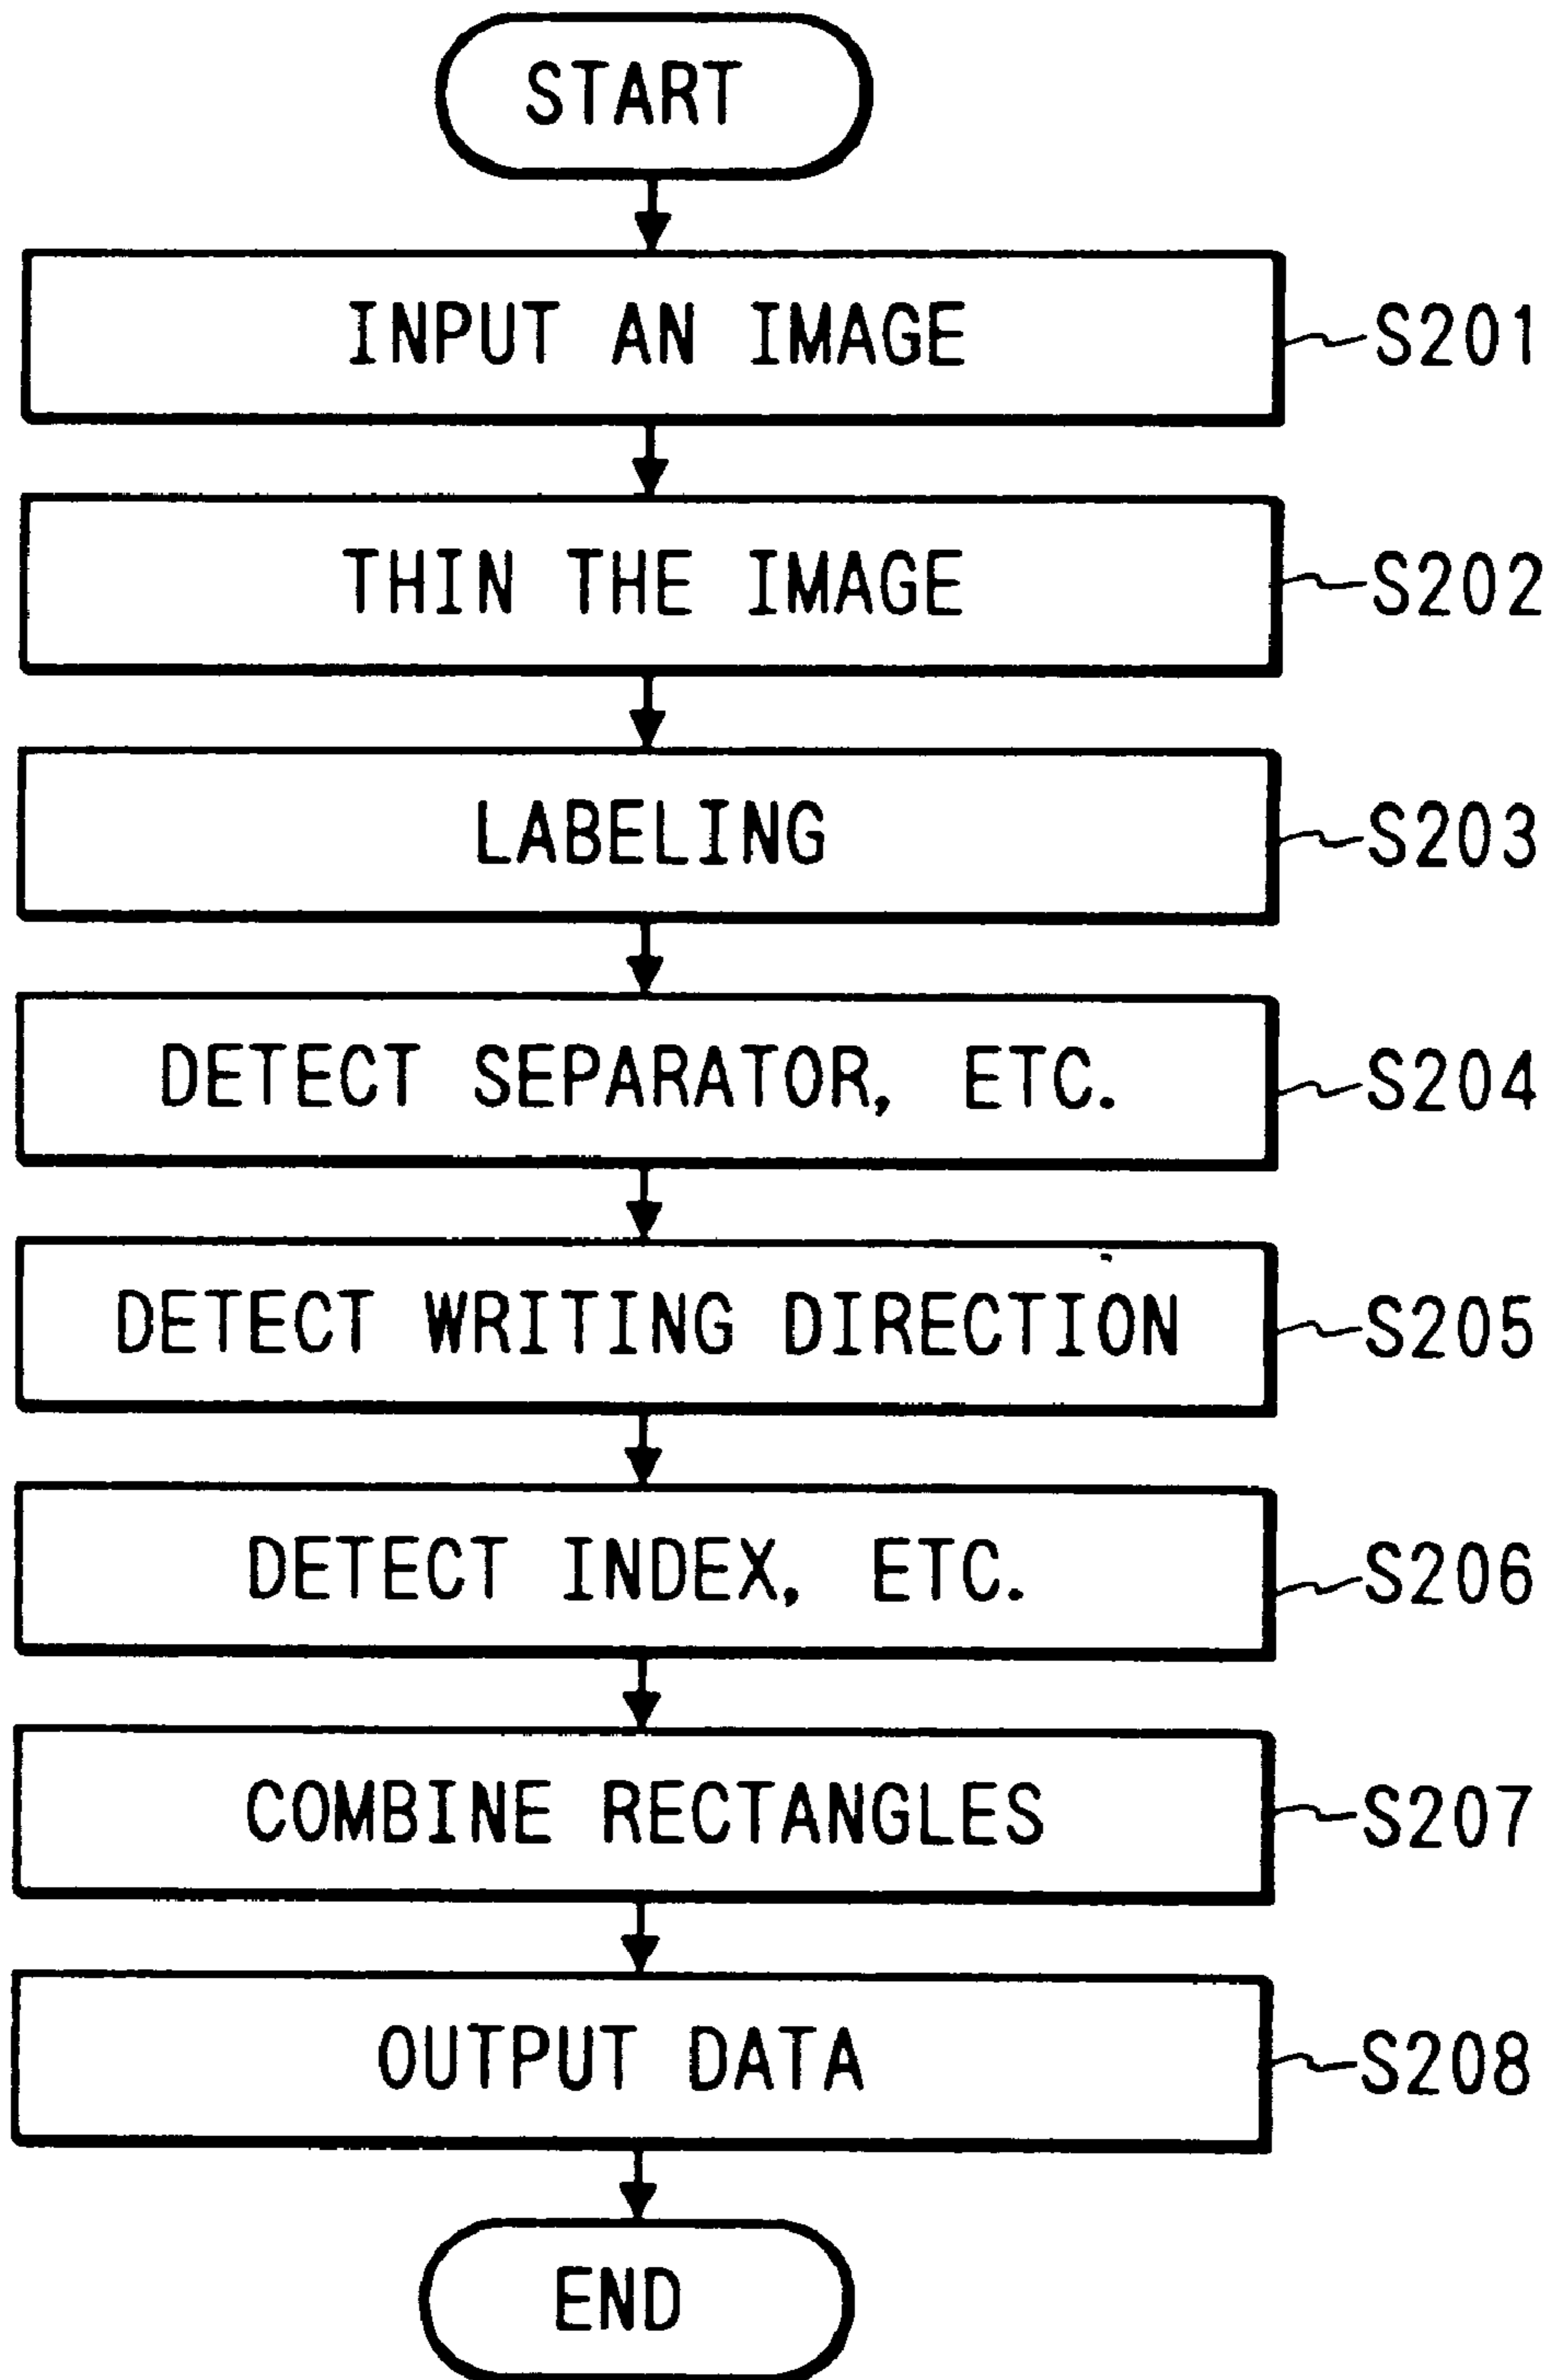 START
INPUT AN IMAGE
S201
THIN THE IMAGE
S202
LABELING
S203
DETECT SEPARATOR, ETC.
S204
DETECT WRITING DIRECTION
S205
DETECT INDEX, ETC.
S206
COMBINE RECTANGLES
S207
OUTPUT DATA
S208
END